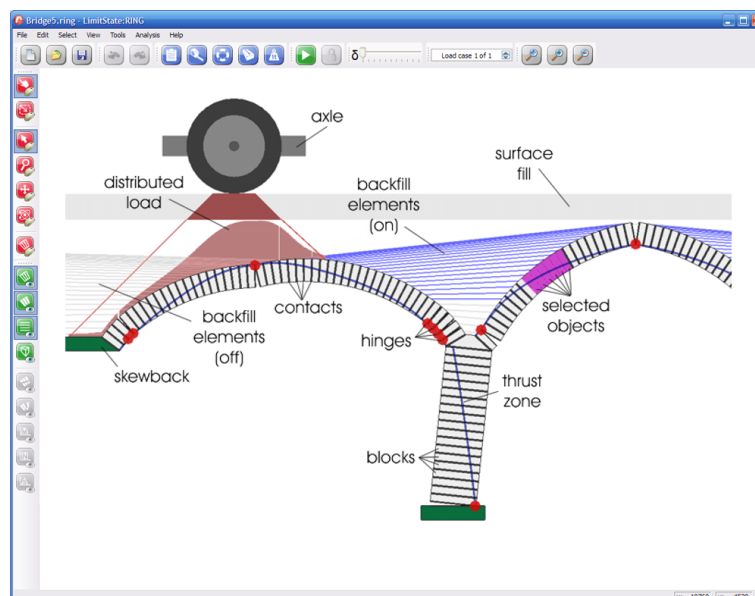 Bridge5.ring - LimitState:RING
File Edit Select View Tools Analysis Help
δ
Load case 1 of 1
axle
surface
fill
distributed
load
backfill
elements
(on)
contacts
selected
objects
backfill
elements
(off)
hinges
skewback
thrust
zone
blocks